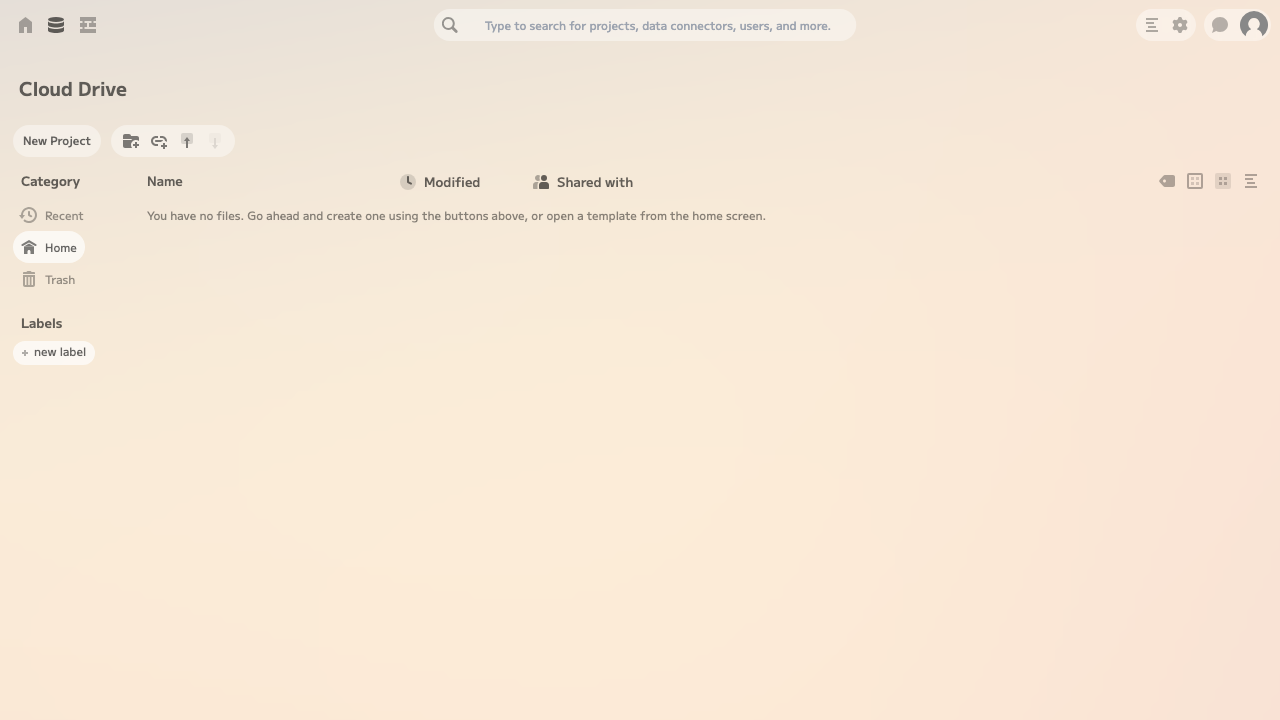 Type to search for projects, data connectors, users, and more.
Cloud Drive
New Project
Category
Name
Modified
Shared with
Recent
You have no files. Go ahead and create one using the buttons above, or open a template from the home screen.
Home
Trash
Labels
+ new label